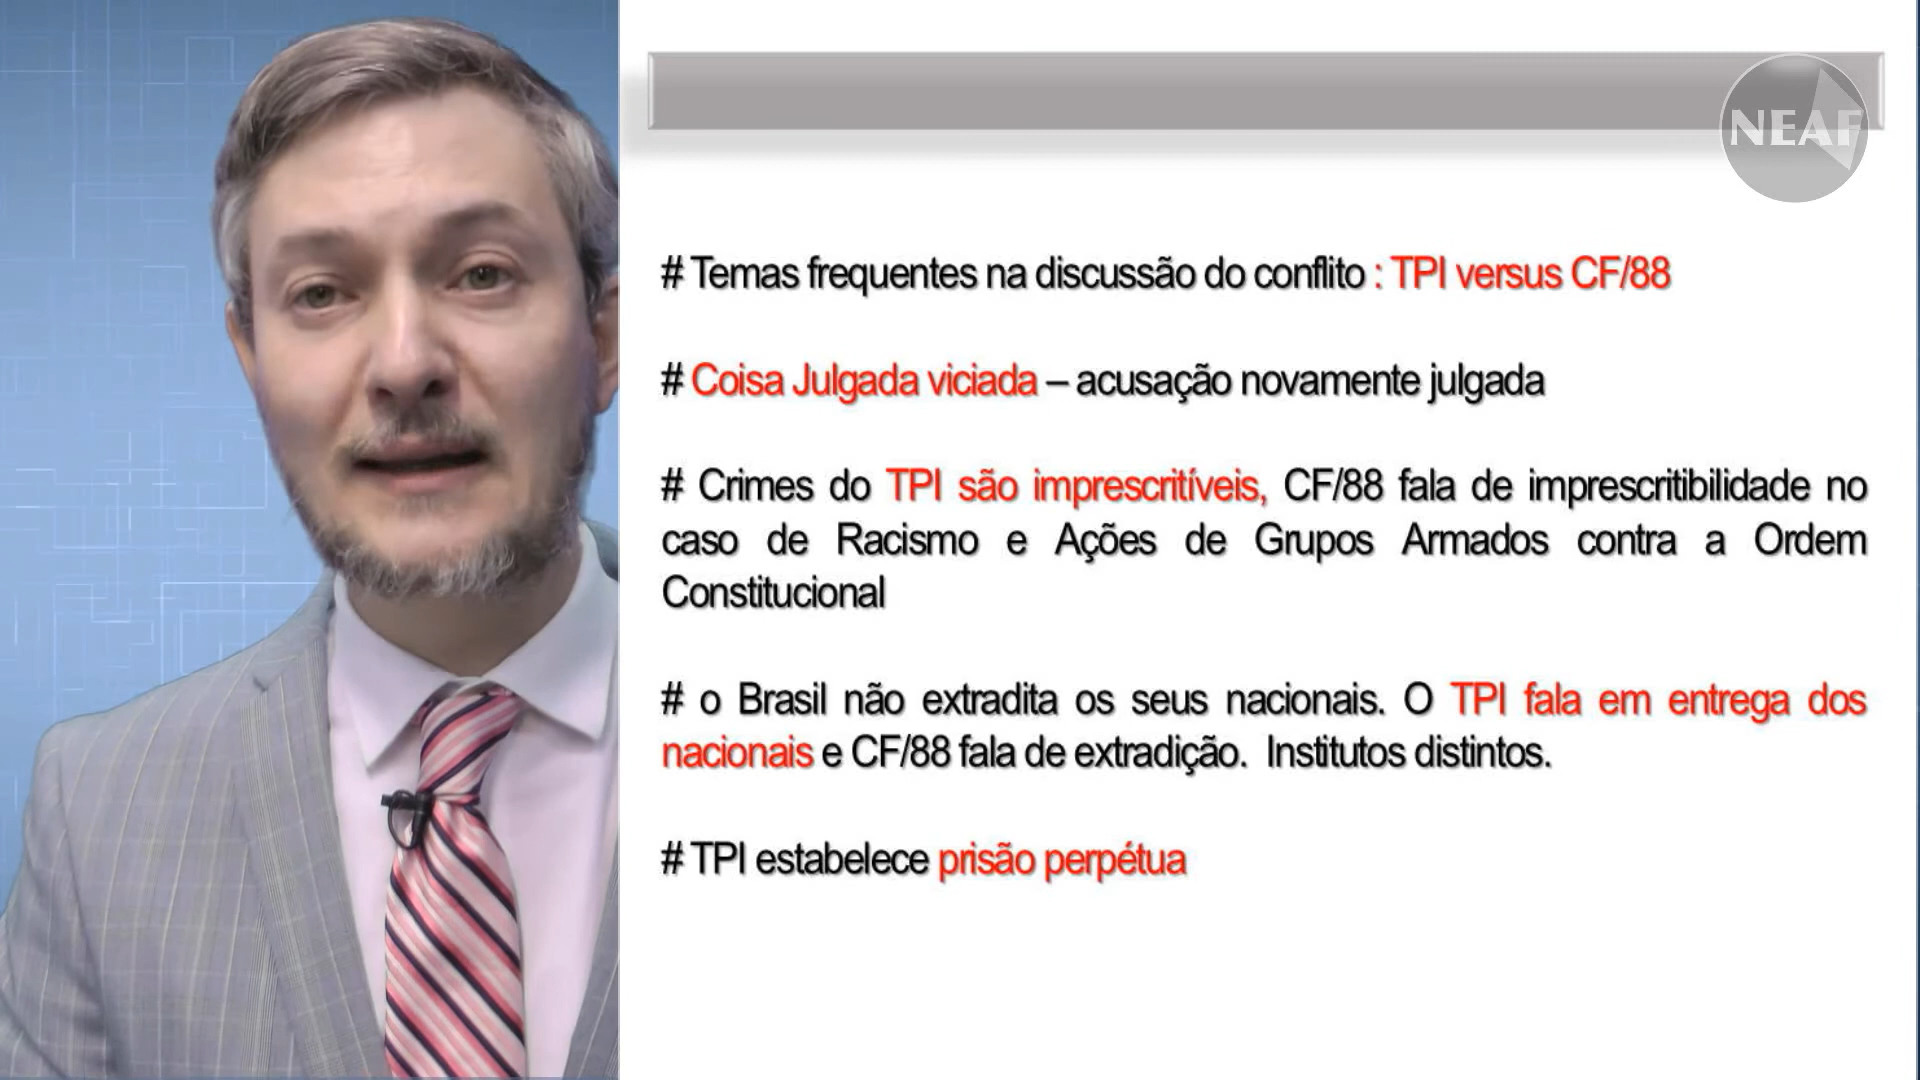 NEAF
# Temas frequentes na discussão do conflito : TPI versus CF/88
# Coisa Julgada viciada – acusação novamente julgada
# Crimes do TPI são imprescritíveis, CF/88 fala de imprescritibilidade no
caso de Racismo e Ações de Grupos Armados contra a Ordem
Constitucional
# o Brasil não extradita os seus nacionais. O TPI fala em entrega dos
nacionais e CF/88 fala de extradição. Institutos distintos.
# TPI estabelece prisão perpétua